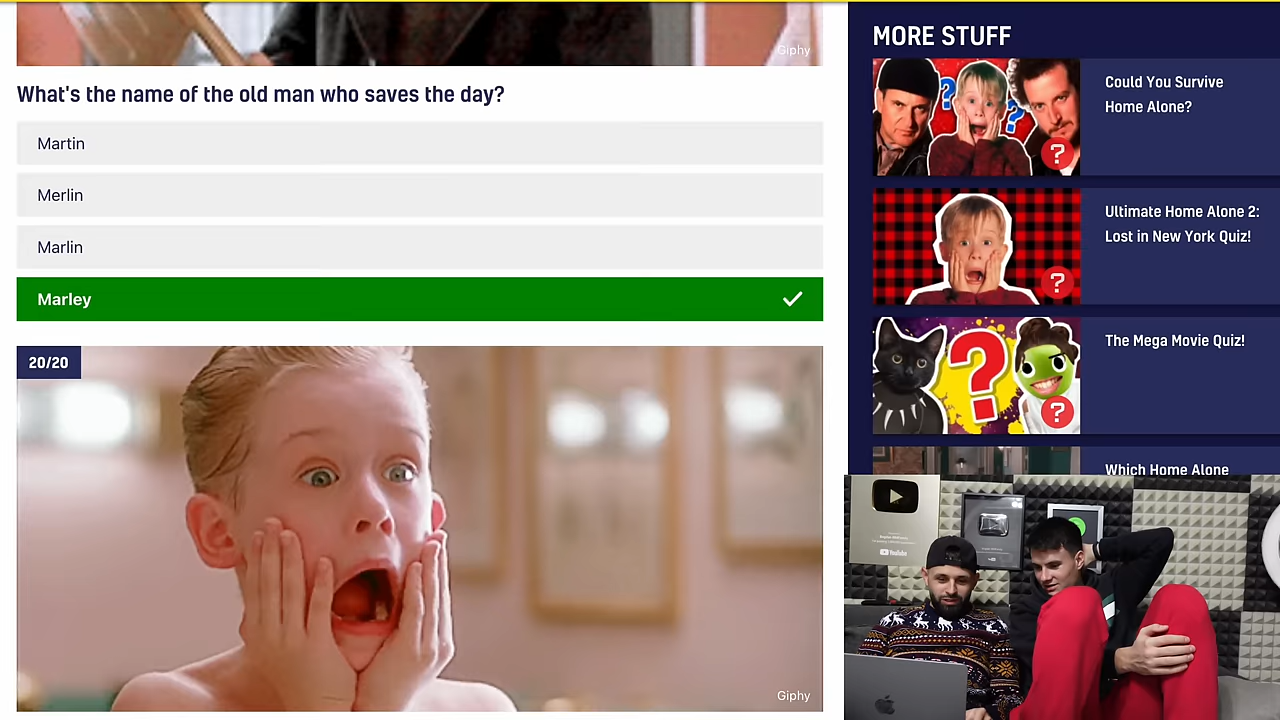 Giphy
What's the name of the old man who saves the day?
Martin
Merlin
Marlin
Marley
20/20
Giphy
MORE STUFF
Could You Survive
Home Alone?
Ultimate Home Alone 2:
Lost in New York Quiz!
The Mega Movie Quiz!
Which Home Alone
YouTube